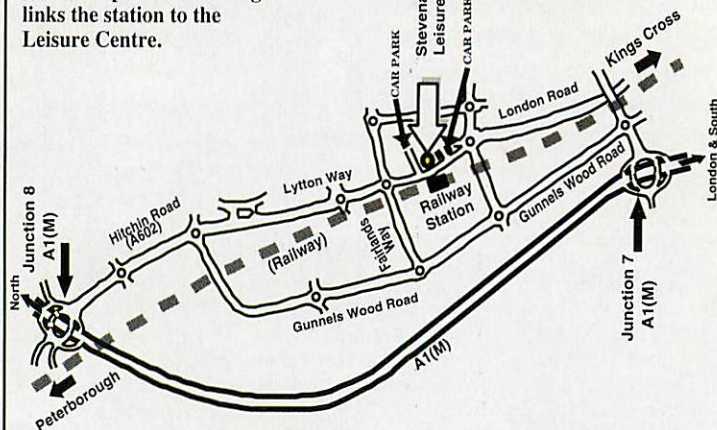 links the station to the
Leisure Centre.
CAR PARK
Leisure
CAR PARK
Kings Cross
London Road
Lytton Way
Railway
Station
Gunnels Wood Road
London & South
Hitchin Road
(A602)
Fairlands
Way
(Railway)
Junction 8
A1(M)
North
Gunnels Wood Road
Junction 7
A1(M)
A1(M)
Peterborough